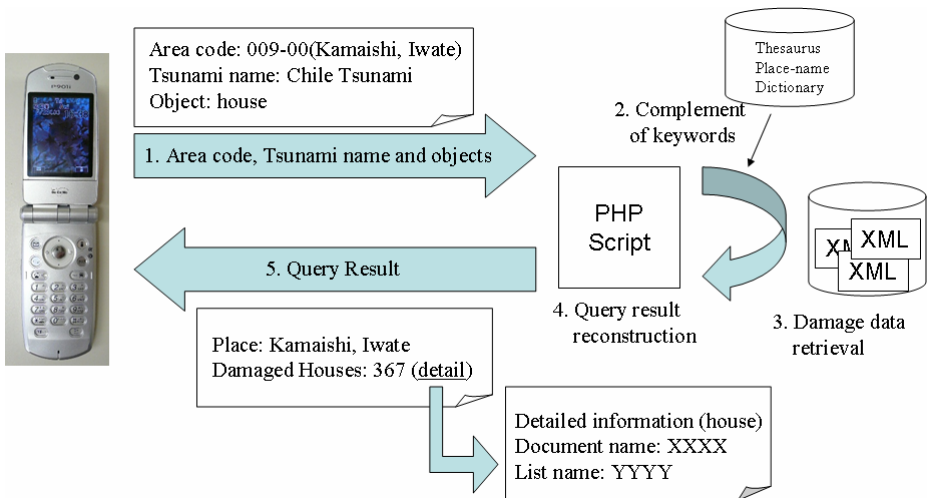 Area code: 009-00(Kamaishi, Iwate)
Tsunami name: Chile Tsunami
Object: house
Thesaurus
Place-name
Dictionary
2. Complement
of keywords
1. Area code, Tsunami name and objects
PHP
Script
XML
XML
XML
5. Query Result
4. Query result
reconstruction
3. Damage data
retrieval
Place: Kamaishi, Iwate
Damaged Houses: 367 (detail)
Detailed information (house)
Document name: XXXX
List name: YYYY